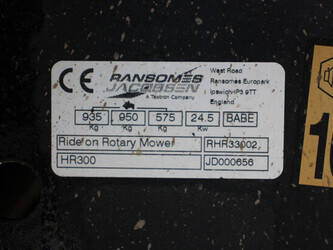 CE
RANSOMES
JACOBSEN
A Textron Company
West Road
Ransomes Europark
Ipswich IP3 9TT
England
935 950 575 24.5 BABE
Kg Kg Kg Kw
Ride on Rotary Mower RHR33002
HR300 JD000656